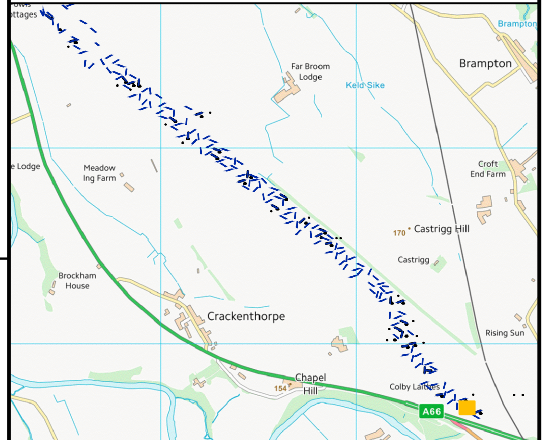 ottages
Brampton
Brampton
Far Broom
Lodge
Keld Sike
e Lodge
Meadow
Ing Farm
Croft
End Farm
170
Castrigg Hill
Castrigg
Brockham
House
Crackenthorpe
Rising Sun
Chapel
Hill
154
Colby Laithes
A66